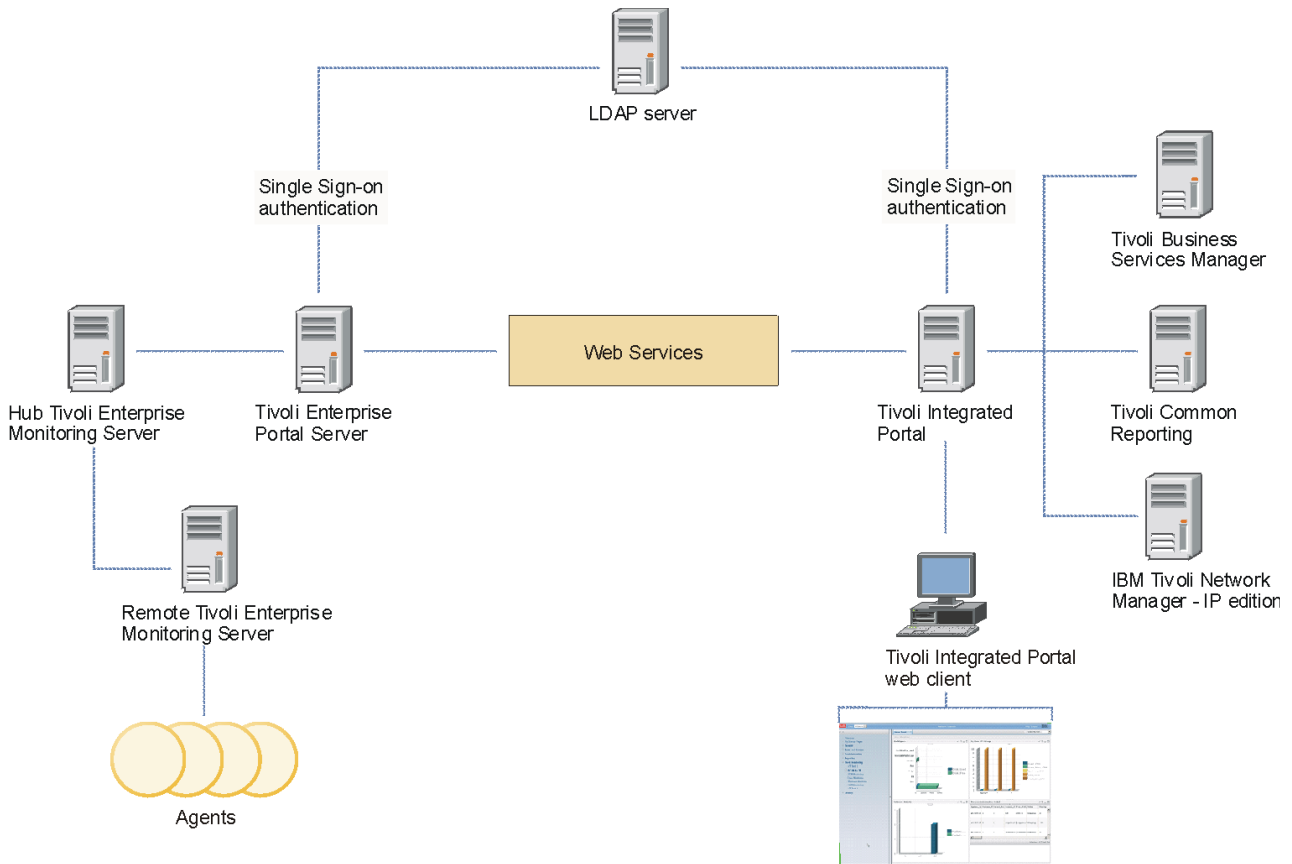 LDAP server
Single Sign-on
authentication
Single Sign-on
authentication
Tivoli Business
Services Manager
Web Services
Hub Tivoli Enterprise
Monitoring Server
Tivoli Enterprise
Portal Server
Tivoli Integrated
Portal
Tivoli Common
Reporting
Remote Tivoli Enterprise
Monitoring Server
IBM Tivoli Network
Manager - IP edition
Tivoli Integrated Portal
web client
Agents